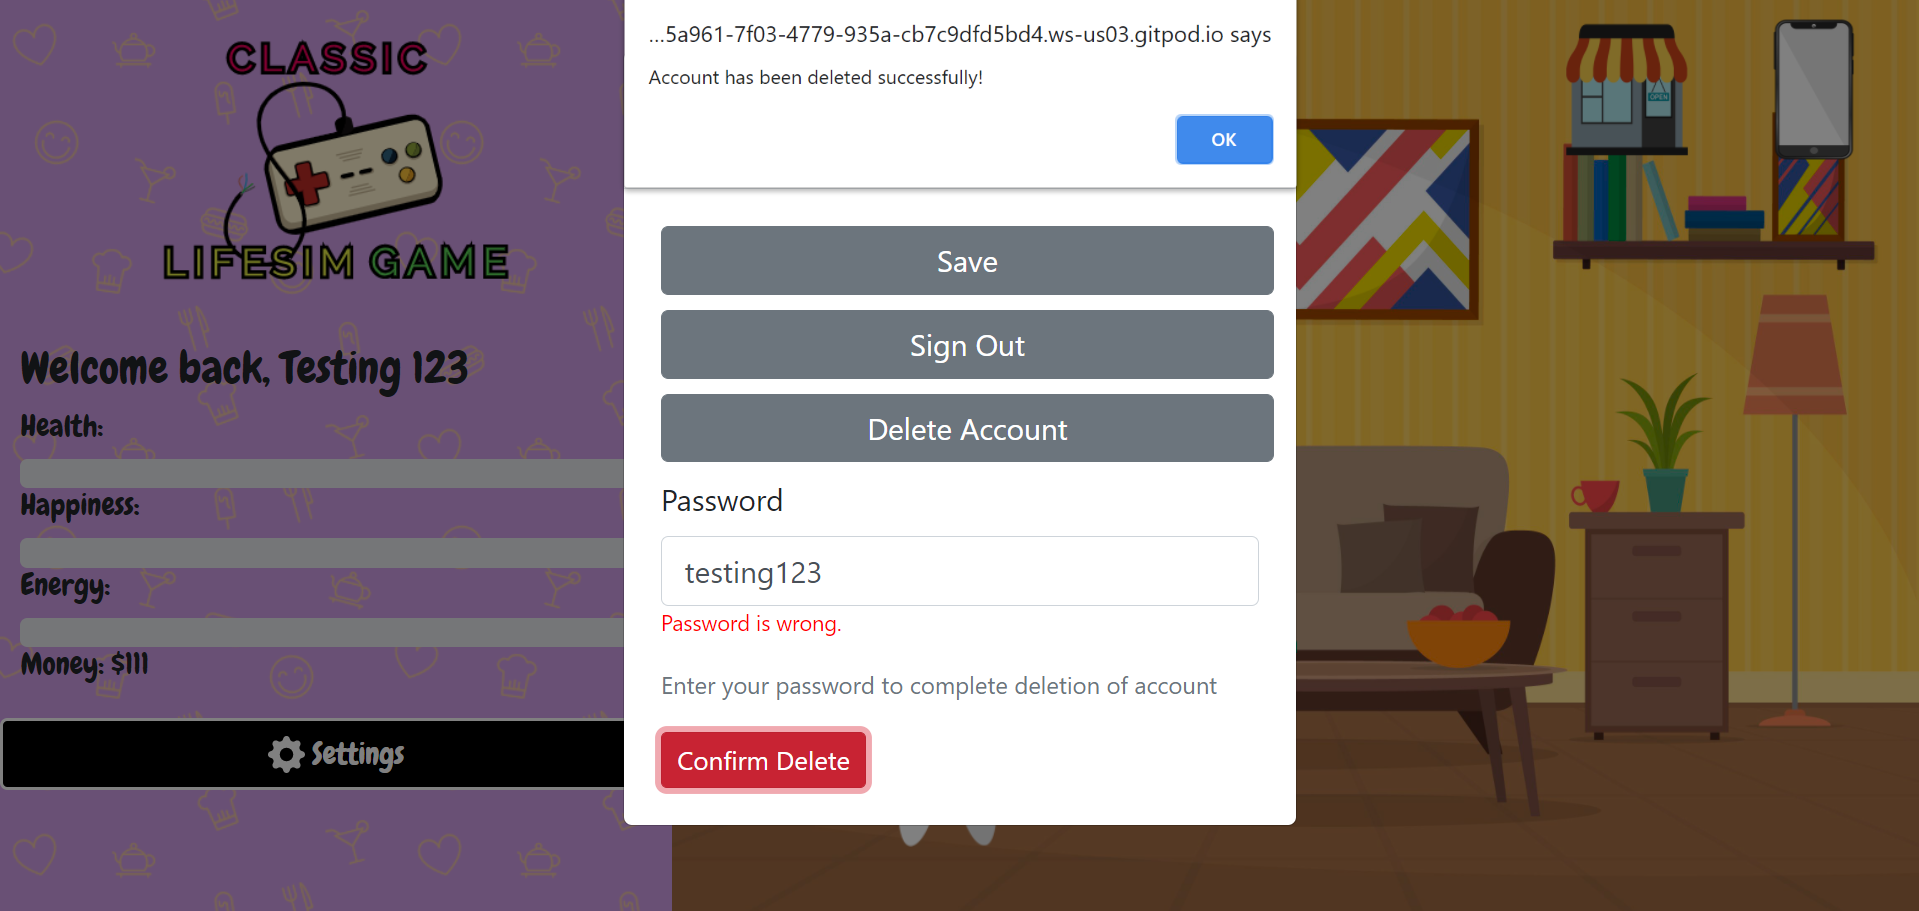 CLASSIC
LIFESIM GAME
Welcome back, Testing 123
Health:
Happiness:
Energy:
Money: $111
Settings
...5a961-7f03-4779-935a-cb7c9dfd5bd4.ws-us03.gitpod.io says
Account has been deleted successfully!
OK
Save
Sign Out
Delete Account
Password
testing123
Password is wrong.
Enter your password to complete deletion of account
Confirm Delete
OPEN